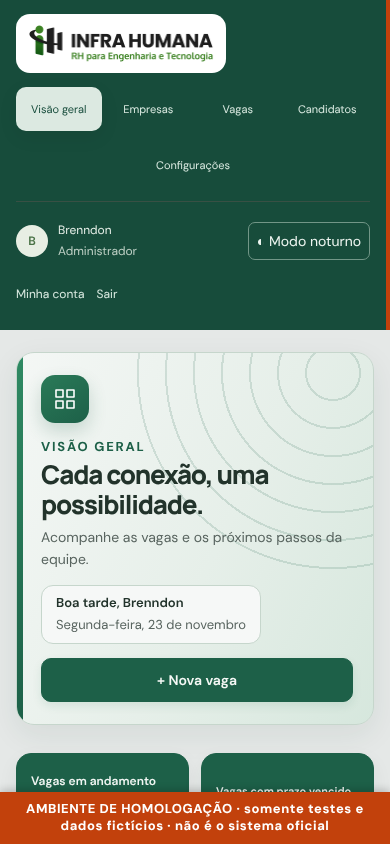 INFRA HUMANA
RH para Engenharia e Tecnologia
Visão geral
Empresas
Vagas
Candidatos
Configurações
B
Brenndon
Administrador
Modo noturno
Minha conta
Sair
VISÃO GERAL
Cada conexão, uma
possibilidade.
Acompanhe as vagas e os próximos passos da
equipe.
Boa tarde, Brenndon
Segunda-feira, 23 de novembro
+ Nova vaga
Vagas em andamento
Vagas com prazo vencido
AMBIENTE DE HOMOLOGAÇÃO · somente testes e
dados fictícios · não é o sistema oficial